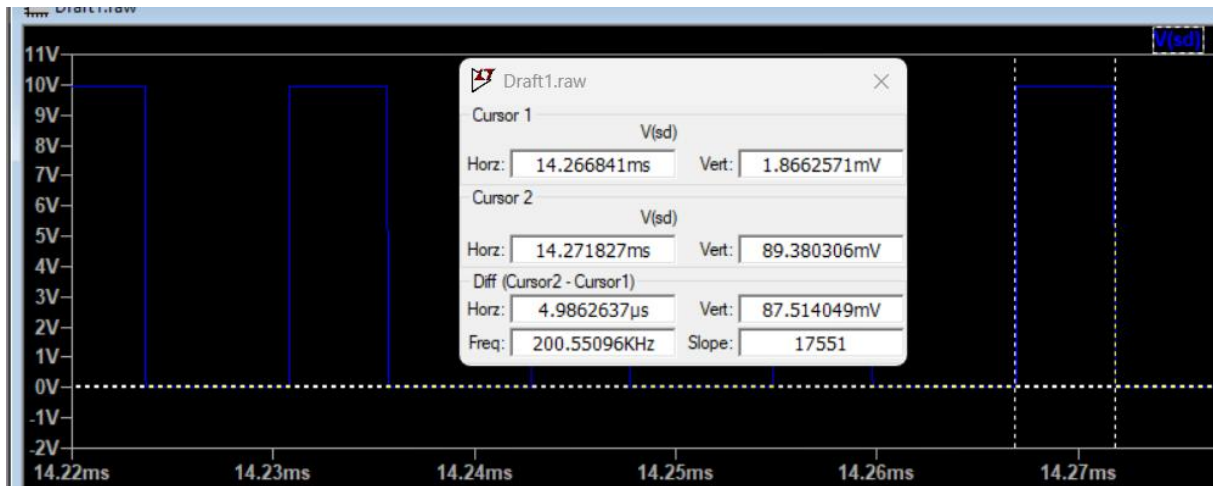 Draft1.raw
V(sd)
11V
10V
9V
8V
7V
6V
5V
4V
3V
2V
1V
0V
-1V
-2V
14.22ms 14.23ms 14.24ms 14.25ms 14.26ms 14.27ms
Draft1.raw
Cursor 1
V(sd)
Horz: 14.266841ms Vert: 1.8662571mV
Cursor 2
V(sd)
Horz: 14.271827ms Vert: 89.380306mV
Diff (Cursor2 - Cursor1)
Horz: 4.9862637µs Vert: 87.514049mV
Freq: 200.55096KHz Slope: 17551